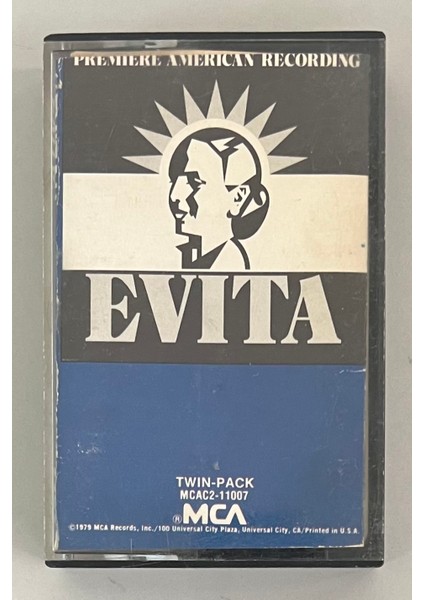 PREMIERE AMERICAN RECORDING
EVITA
TWIN-PACK
MCAC2-11007
® MCA
©1979 MCA Records, Inc./100 Universal City Plaza, Universal City, CA/Printed in U.S.A.